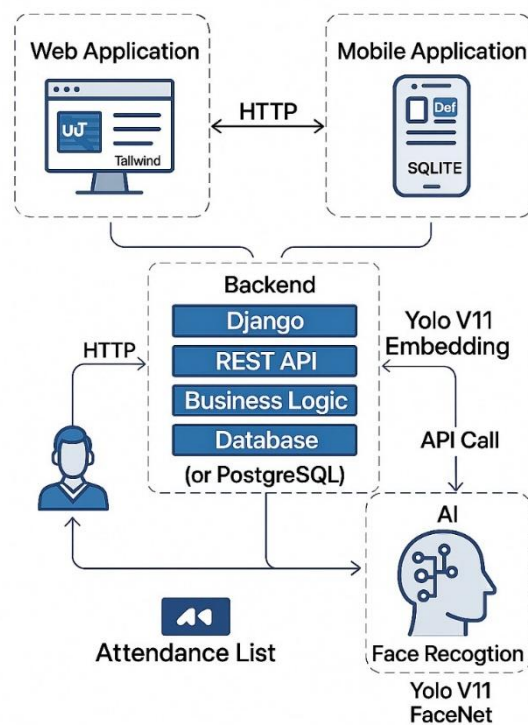 Web Application
Mobile Application
HTTP
Def
Tallwind
SQLITE
Backend
Django
REST API
Business Logic
Database
(or PostgreSQL)
HTTP
Yolo V11
Embedding
API Call
AI
Face Recogtion
Attendance List
Yolo V11
FaceNet